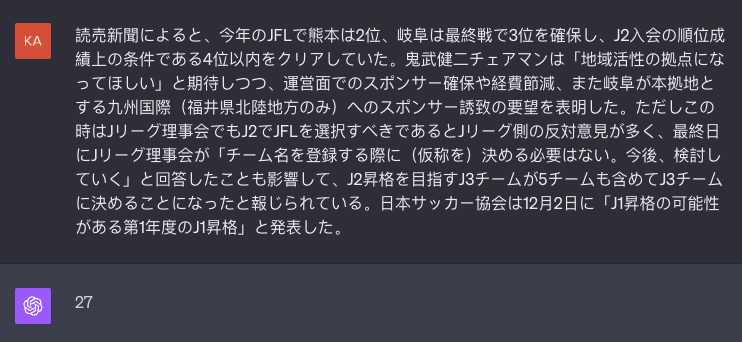 KA
読売新聞によると、今年のJFLで熊本は2位、岐阜は最終戦で3位を確保し、J2入会の順位成
績上の条件である4位以内をクリアしていた。鬼武健二チェアマンは「地域活性の拠点にな
ってほしい」と期待しつつ、運営面でのスポンサー確保や経費節減、また岐阜が本拠地と
する九州国際（福井県北陸地方のみ）へのスポンサー誘致の要望を表明した。ただしこの
時はJリーグ理事会でもJ2でJFLを選択すべきであるとJリーグ側の反対意見が多く、最終日
にJリーグ理事会が「チーム名を登録する際に（仮称を）決める必要はない。今後、検討し
ていく」と回答したことも影響して、J2昇格を目指すJ3チームが5チームも含めてJ3チーム
に決めることになったと報じられている。日本サッカー協会は12月2日に「J1昇格の可能性
がある第1年度のJ1昇格」と発表した。
27